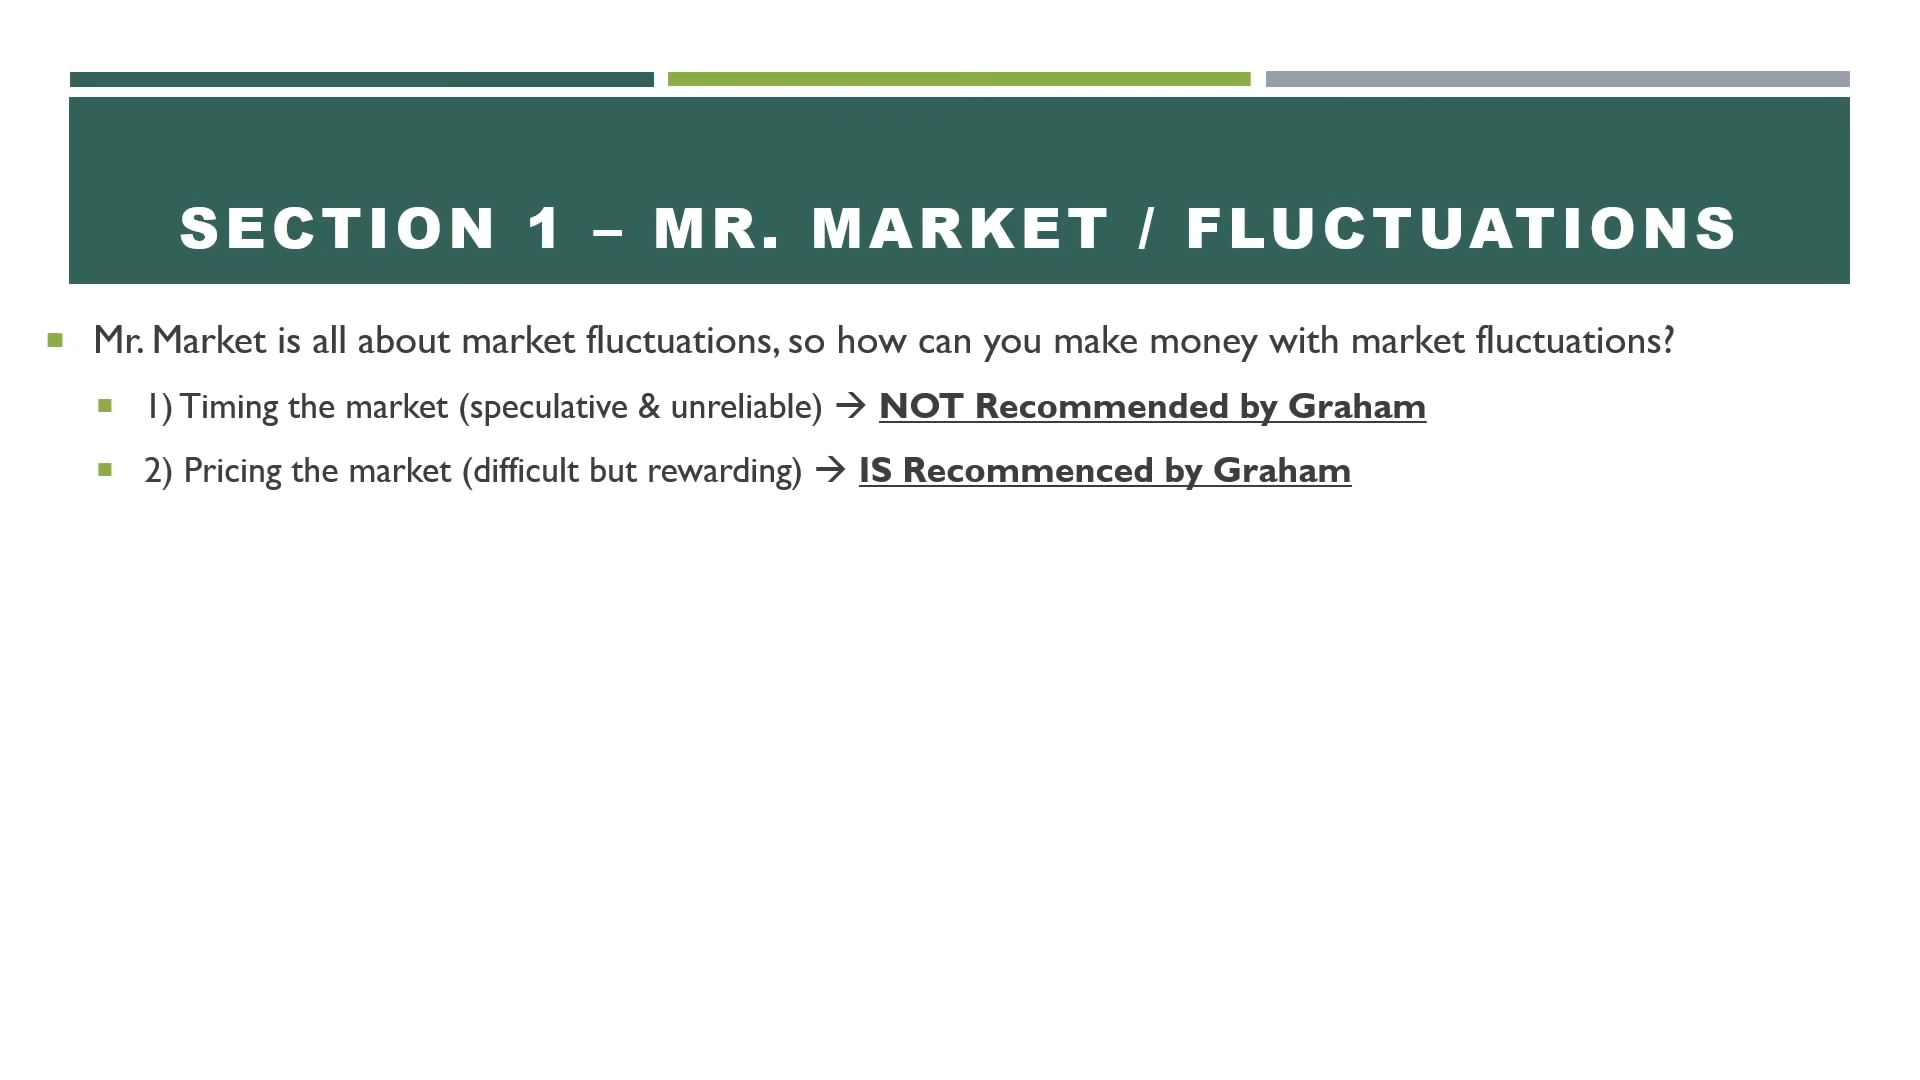 SECTION 1 – MR. MARKET / FLUCTUATIONS
Mr. Market is all about market fluctuations, so how can you make money with market fluctuations?
1) Timing the market (speculative & unreliable) → NOT Recommended by Graham
2) Pricing the market (difficult but rewarding) → IS Recommenced by Graham